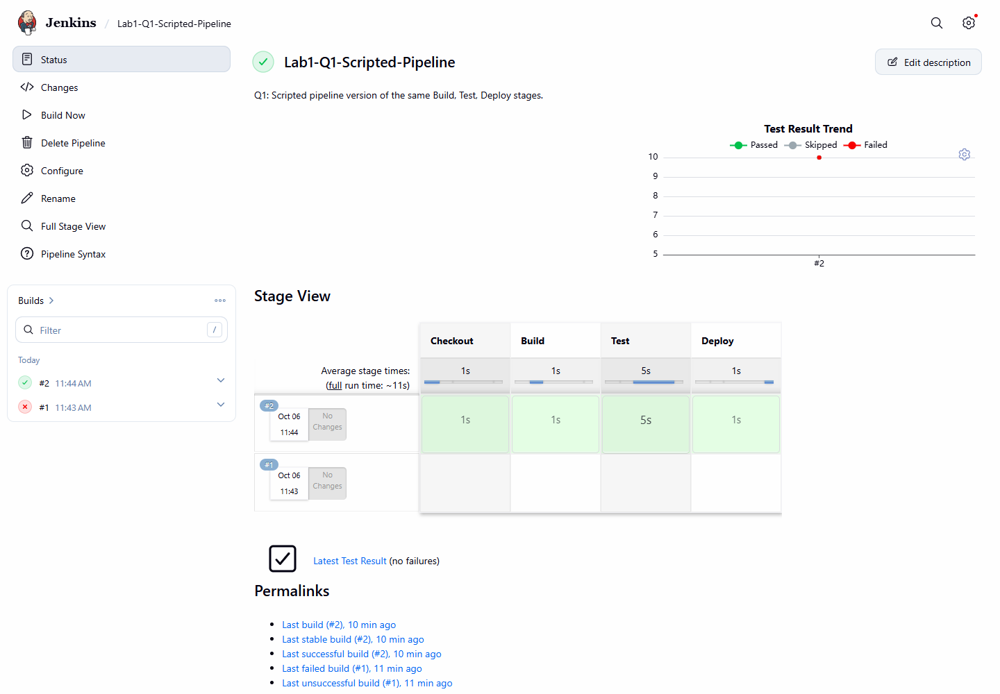 Jenkins / Lab1-Q1-Scripted-Pipeline
Status
Changes
Build Now
Delete Pipeline
Configure
Rename
Full Stage View
Pipeline Syntax
Builds
Filter /
Today
#2 11:44 AM
#1 11:43 AM
Lab1-Q1-Scripted-Pipeline
Edit description
Q1: Scripted pipeline version of the same Build, Test, Deploy stages.
Test Result Trend
Passed Skipped Failed
10
9
8
7
6
5
#2
Stage View
Checkout Build Test Deploy
Average stage times:
(full run time: ~11s)
1s 1s 5s 1s
#2
Oct 06
11:44
No
Changes
1s 1s 5s 1s
#1
Oct 06
11:43
No
Changes
Latest Test Result (no failures)
Permalinks
Last build (#2), 10 min ago
Last stable build (#2), 10 min ago
Last successful build (#2), 10 min ago
Last failed build (#1), 11 min ago
Last unsuccessful build (#1), 11 min ago